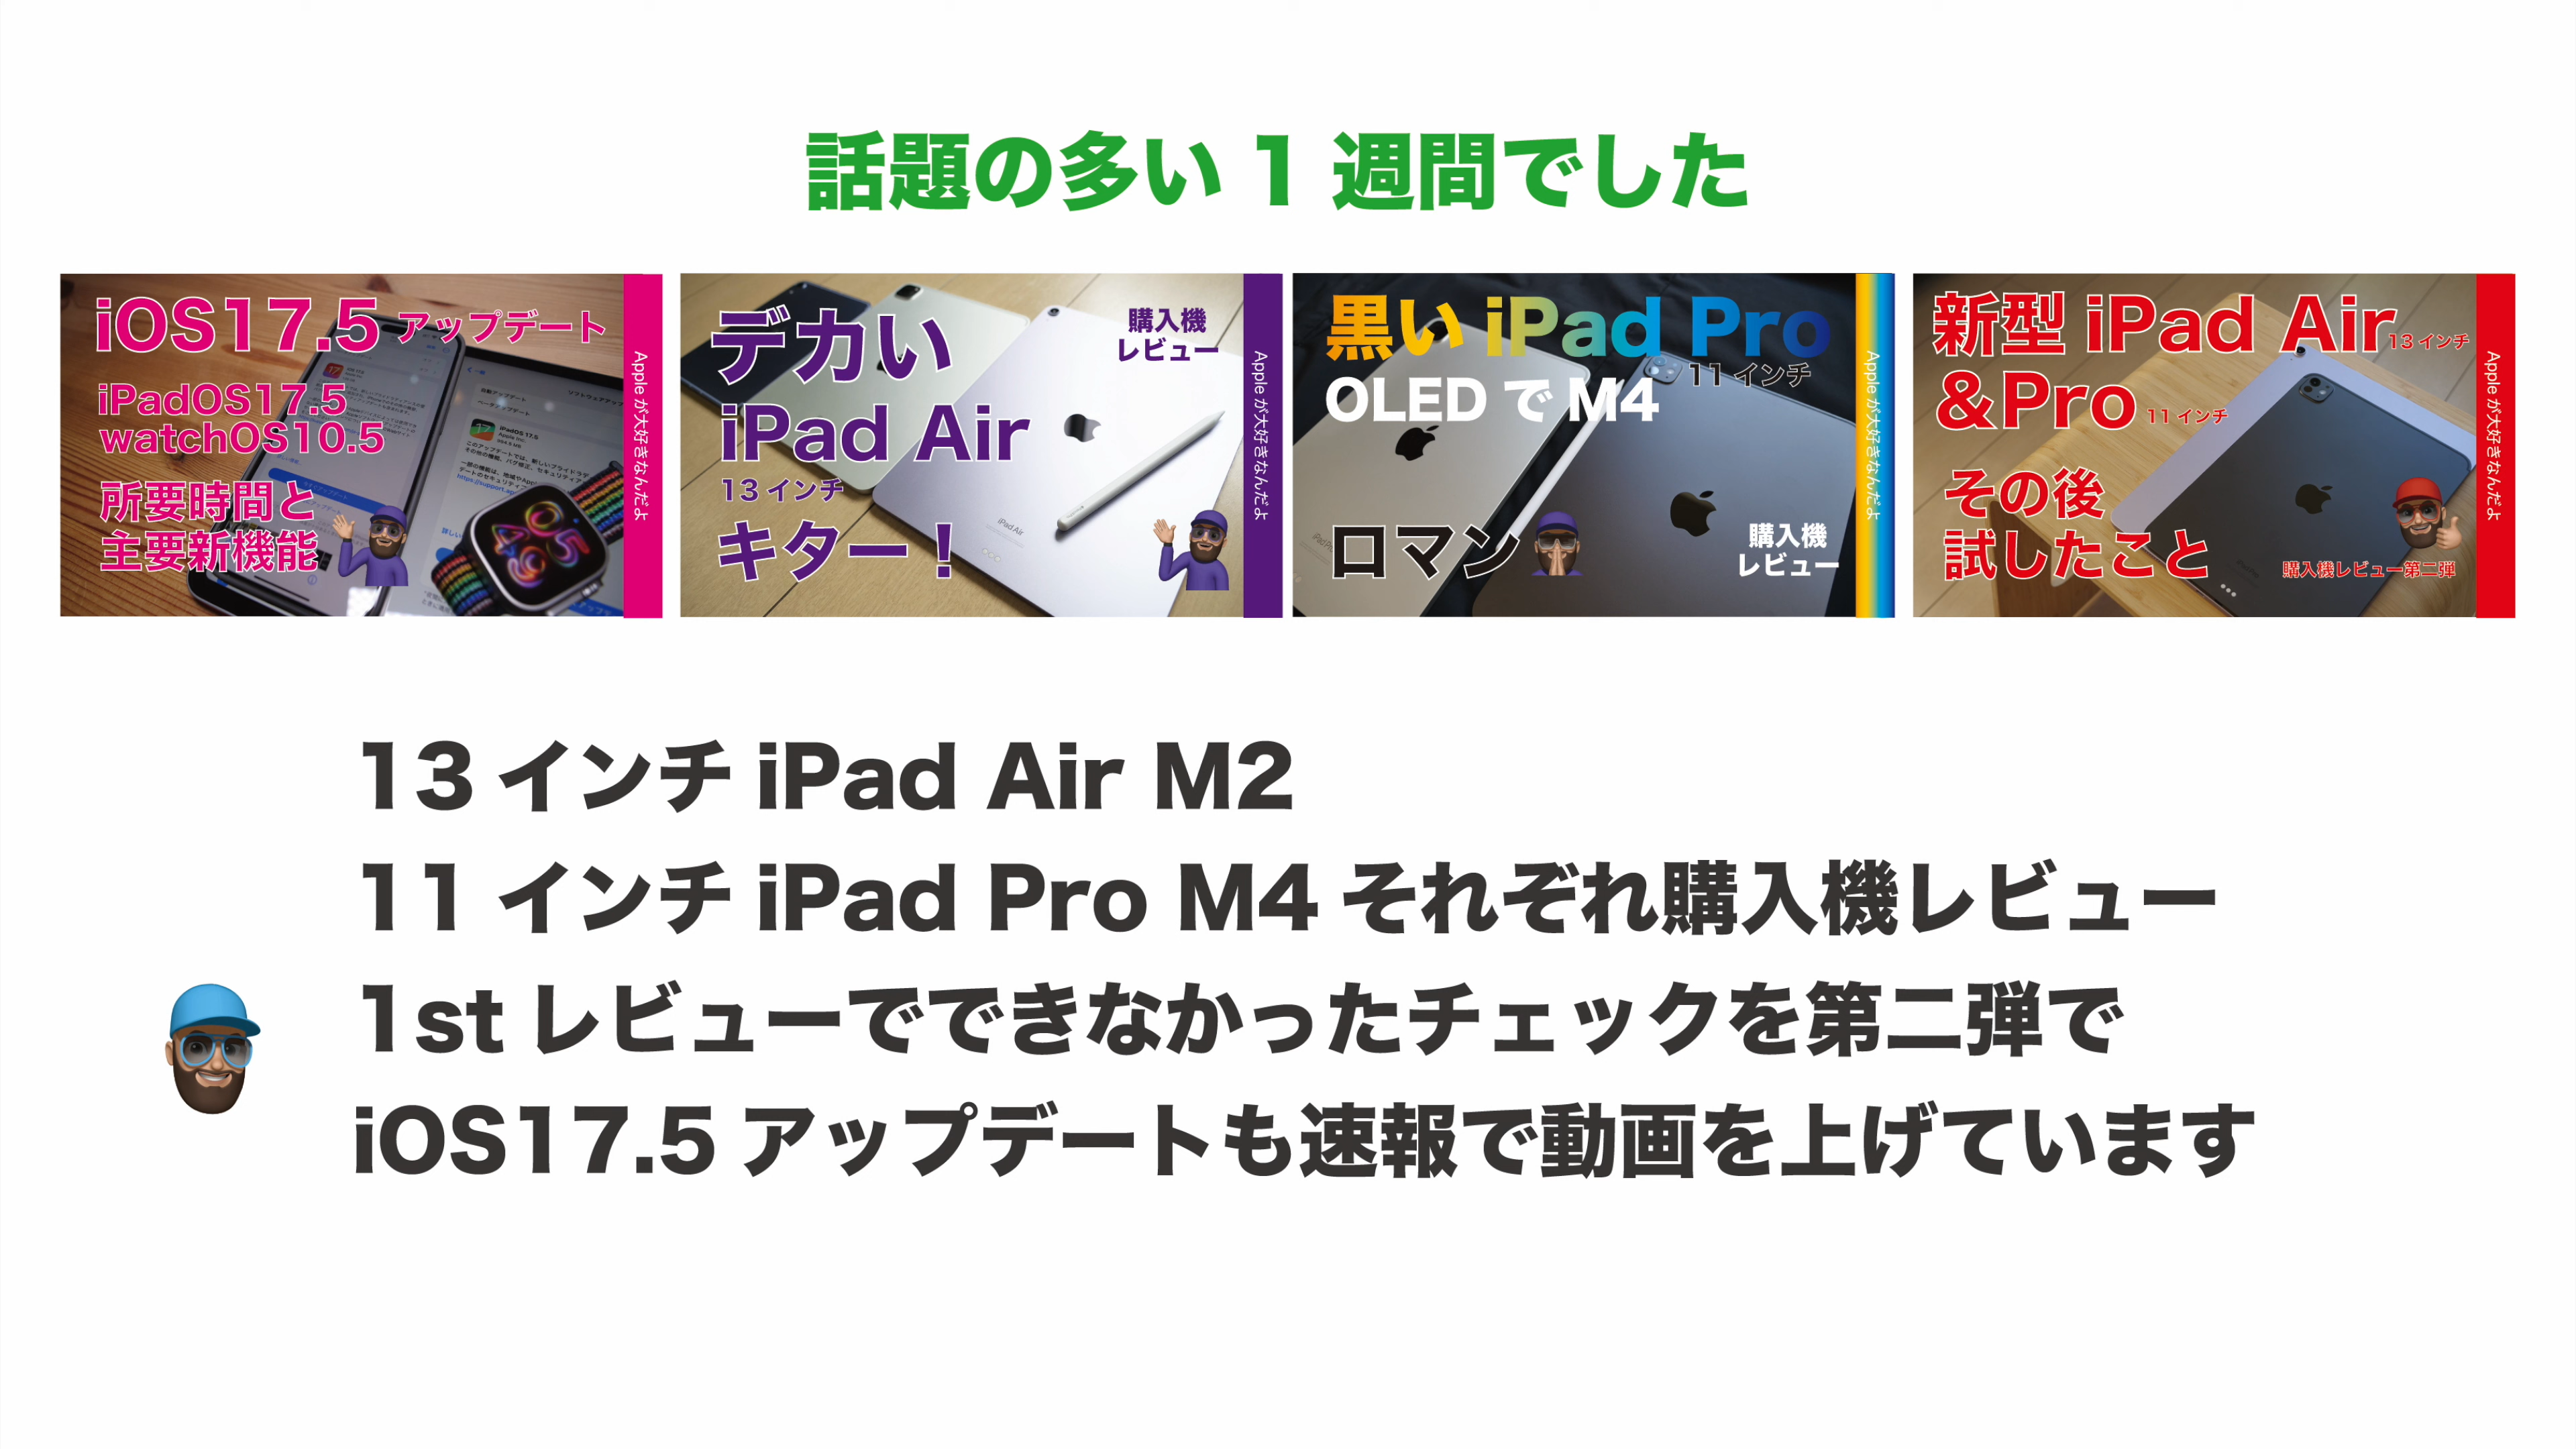 話題の多い1週間でした
iOS17.5 アップデート
iPadOS17.5
watchOS10.5
所要時間と
主要新機能
Apple が大好きなんだよ
デカい
iPad Air
13 インチ
キター！
購入機
レビュー
iPad Air
Apple が大好きなんだよ
黒い iPad Pro
11 インチ
OLED で M4
ロマン
購入機
レビュー
Apple が大好きなんだよ
新型 iPad Air 13 インチ
&Pro 11 インチ
その後
試したこと
購入機レビュー第二弾
Apple が大好きなんだよ
13 インチ iPad Air M2
11 インチ iPad Pro M4 それぞれ購入機レビュー
1st レビューでできなかったチェックを第二弾で
iOS17.5 アップデートも速報で動画を上げています